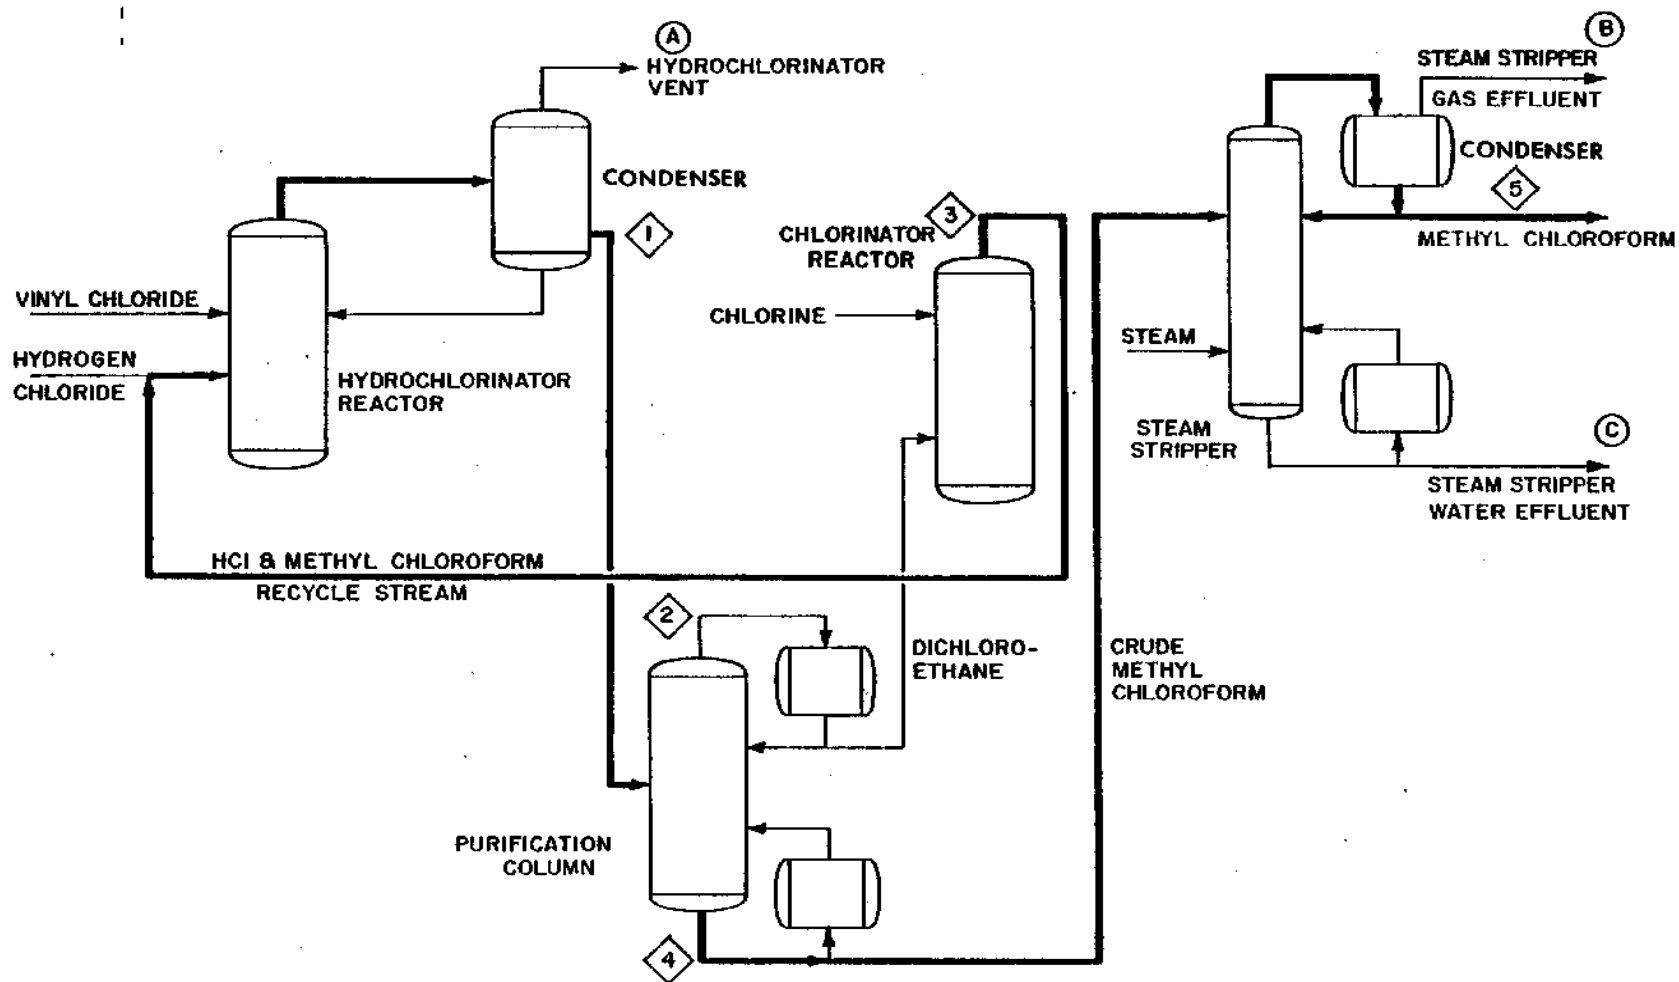 A
HYDROCHLORINATOR
VENT
B
STEAM STRIPPER
GAS EFFLUENT
CONDENSER
CONDENSER
5
METHYL CHLOROFORM
1
3
CHLORINATOR
REACTOR
VINYL CHLORIDE
CHLORINE
STEAM
HYDROGEN
CHLORIDE
HYDROCHLORINATOR
REACTOR
STEAM
STRIPPER
C
STEAM STRIPPER
WATER EFFLUENT
HCl & METHYL CHLOROFORM
RECYCLE STREAM
2
DICHLORO-
ETHANE
CRUDE
METHYL
CHLOROFORM
PURIFICATION
COLUMN
4